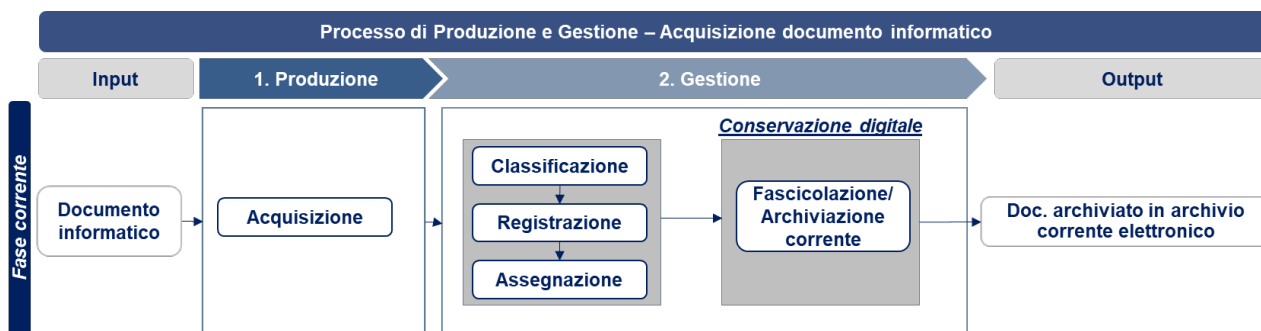 Processo di Produzione e Gestione – Acquisizione documento informatico
Input
1. Produzione
2. Gestione
Output
Fase corrente
Documento
informatico
Acquisizione
Classificazione
Registrazione
Assegnazione
Conservazione digitale
Fascicolazione/
Archiviazione
corrente
Doc. archiviato in archivio
corrente elettronico